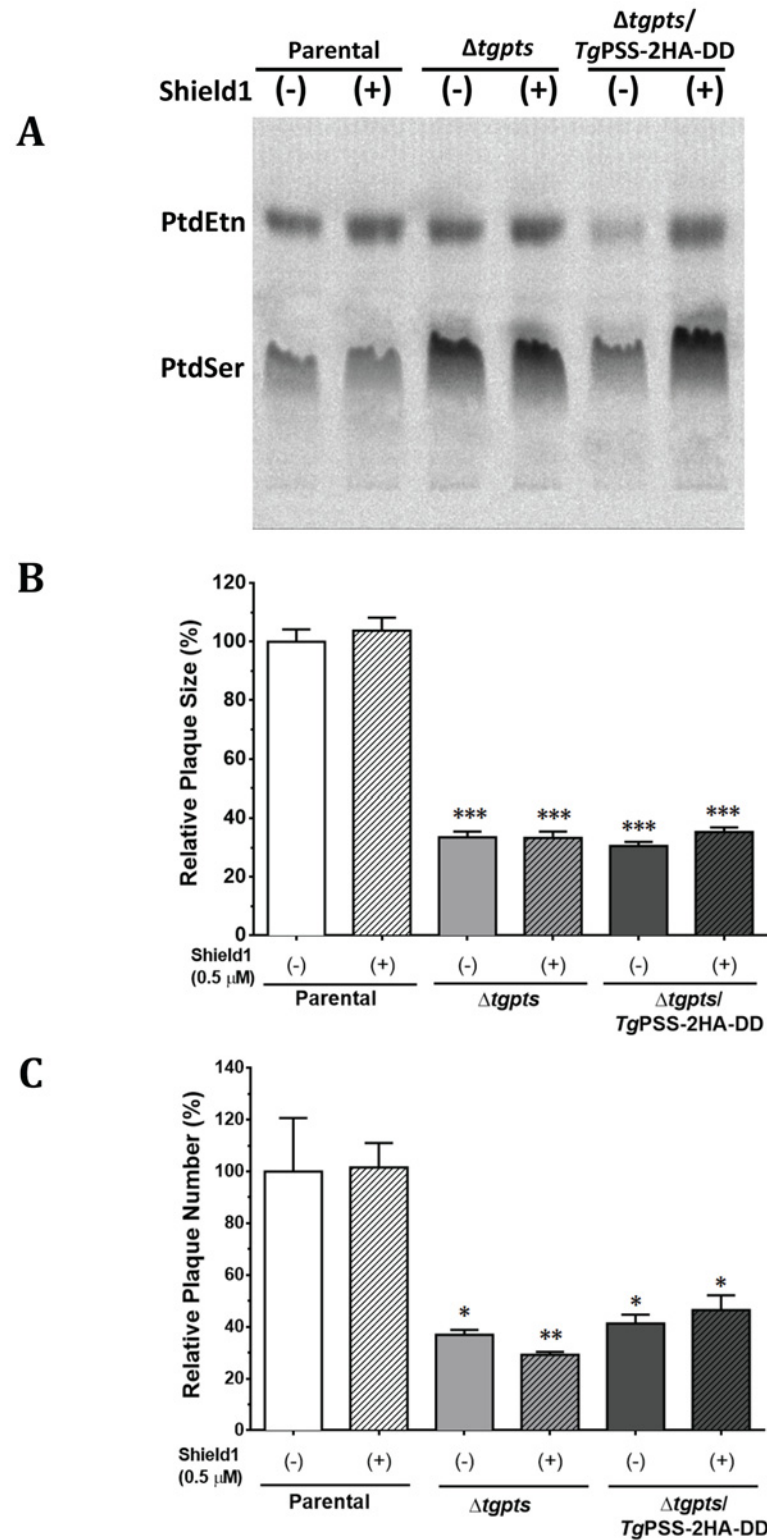 Δtgpts/
Parental Δtgpts TgPSS-2HA-DD
Shield1 (-) (+) (-) (+) (-) (+)
A
PtdEtn
PtdSer
B
Relative Plaque Size (%)
120
100
80
60
40
20
0
*** *** *** ***
Shield1
(0.5 μM)
(-) (+) (-) (+) (-) (+)
Parental Δtgpts Δtgpts/
TgPSS-2HA-DD
C
Relative Plaque Number (%)
140
120
100
80
60
40
20
0
* ** * *
Shield1
(0.5 μM)
(-) (+) (-) (+) (-) (+)
Parental Δtgpts Δtgpts/
TgPSS-2HA-DD